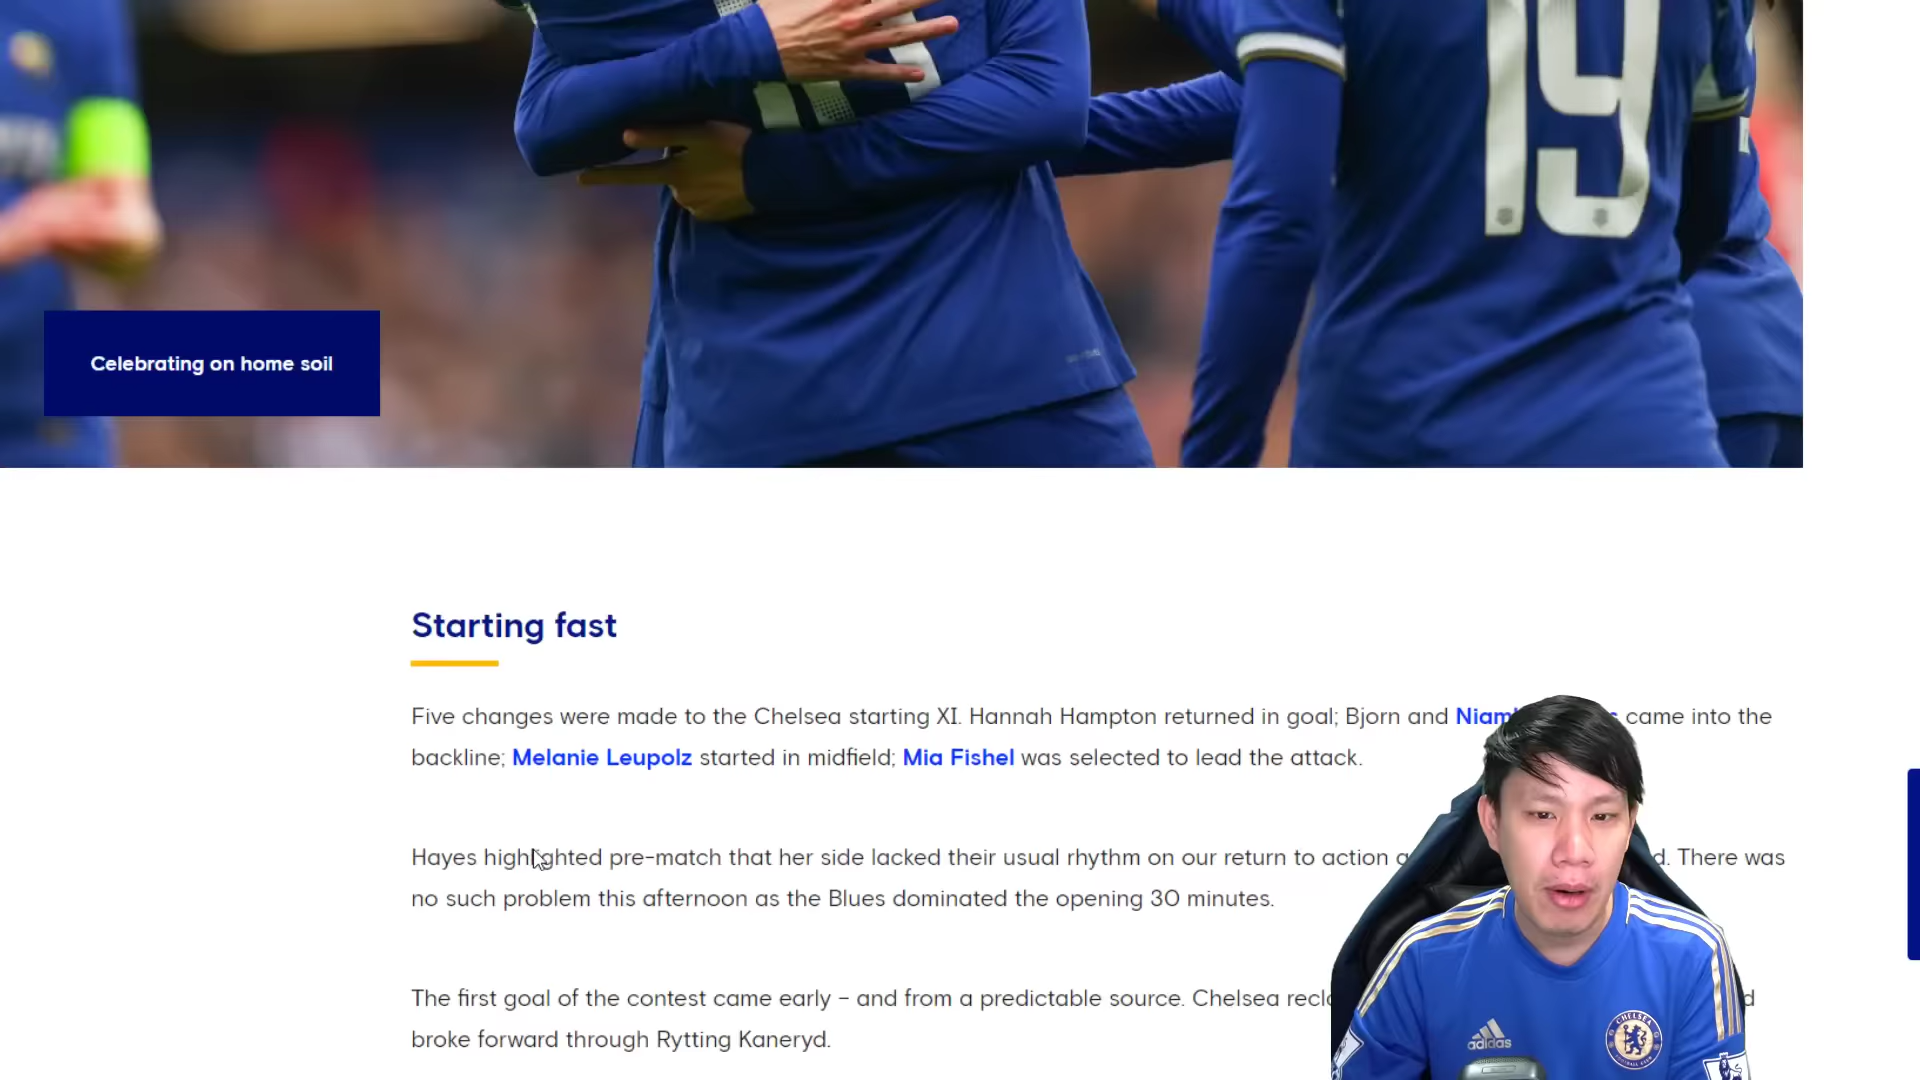 19
Celebrating on home soil
Starting fast
Five changes were made to the Chelsea starting XI. Hannah Hampton returned in goal; Bjorn and came into the
backline; Melanie Leupolz started in midfield; Mia Fishel was selected to lead the attack.
Hayes highlighted pre-match that her side lacked their usual rhythm on our return to action There was
no such problem this afternoon as the Blues dominated the opening 30 minutes.
The first goal of the contest came early – and from a predictable source. Chelsea
broke forward through Rytting Kaneryd.
adidas
CHELSEA